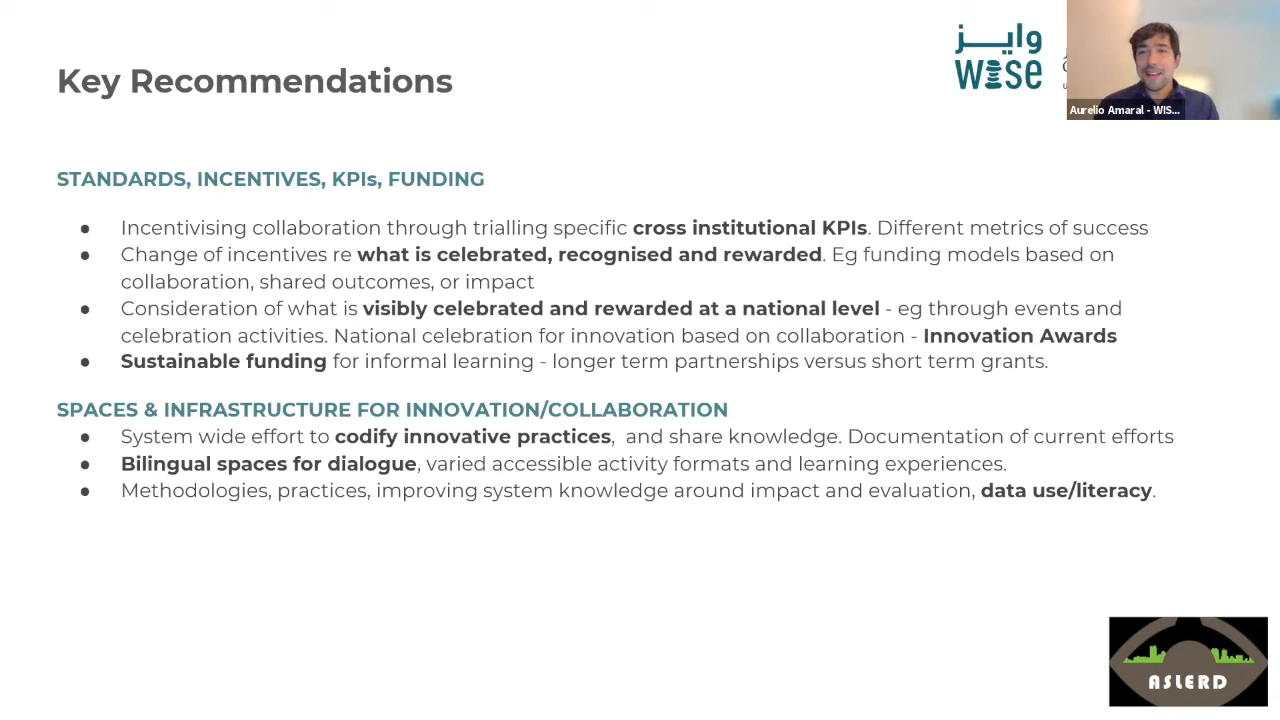 Key Recommendations
وايز
WISE
Aurelio Amaral - WIS...
STANDARDS, INCENTIVES, KPIs, FUNDING
● Incentivising collaboration through trialling specific cross institutional KPIs. Different metrics of success
● Change of incentives re what is celebrated, recognised and rewarded. Eg funding models based on
collaboration, shared outcomes, or impact
● Consideration of what is visibly celebrated and rewarded at a national level - eg through events and
celebration activities. National celebration for innovation based on collaboration - Innovation Awards
● Sustainable funding for informal learning - longer term partnerships versus short term grants.
SPACES & INFRASTRUCTURE FOR INNOVATION/COLLABORATION
● System wide effort to codify innovative practices, and share knowledge. Documentation of current efforts
● Bilingual spaces for dialogue, varied accessible activity formats and learning experiences.
● Methodologies, practices, improving system knowledge around impact and evaluation, data use/literacy.
ASLERD